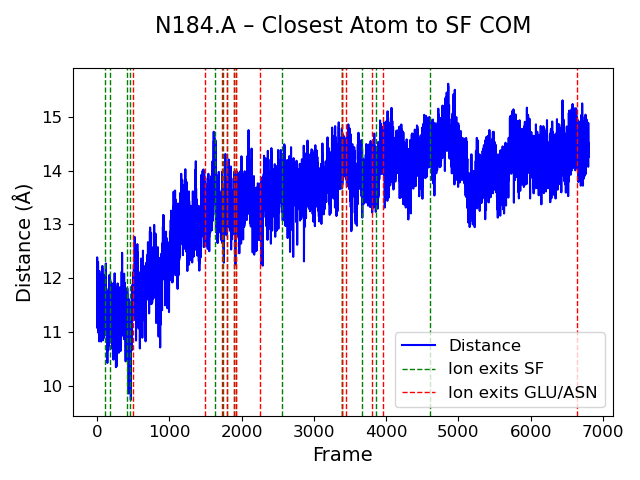 N184.A – Closest Atom to SF COM
Distance (Å)
15
14
13
12
11
10
Distance
Ion exits SF
Ion exits GLU/ASN
0 1000 2000 3000 4000 5000 6000 7000
Frame